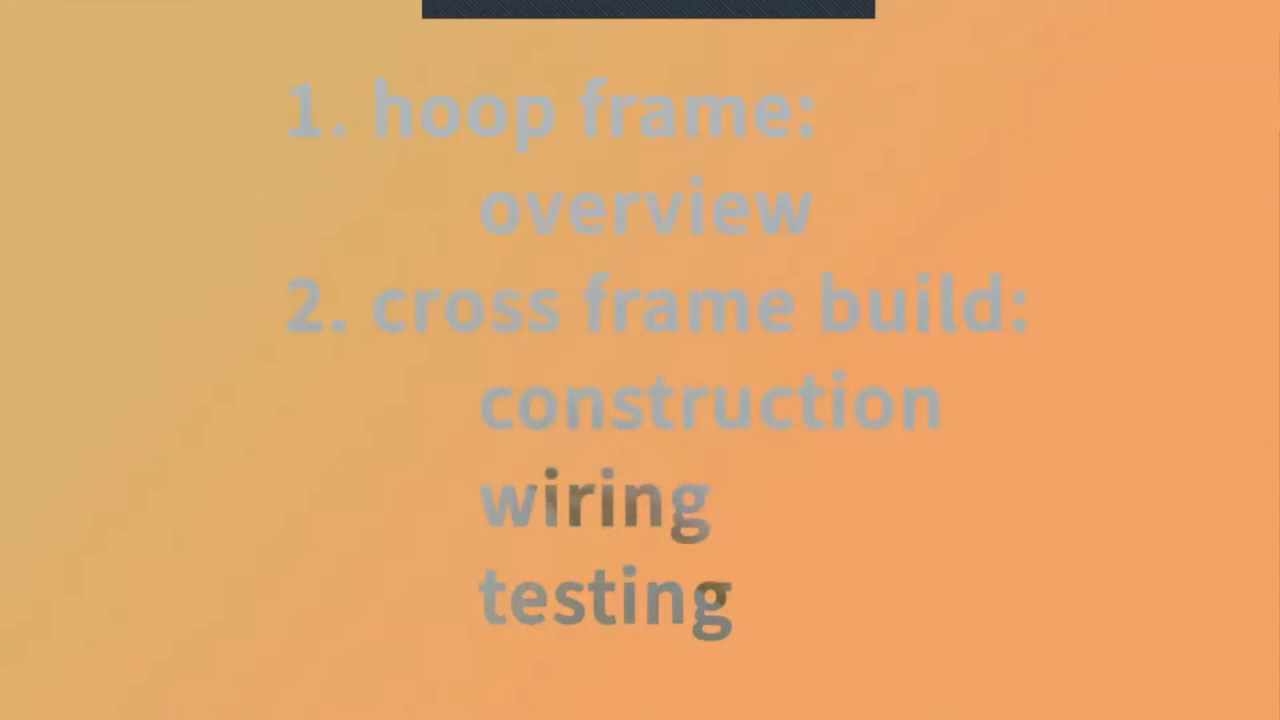 1. hoop frame:
overview
2. cross frame build:
construction
wiring
testing